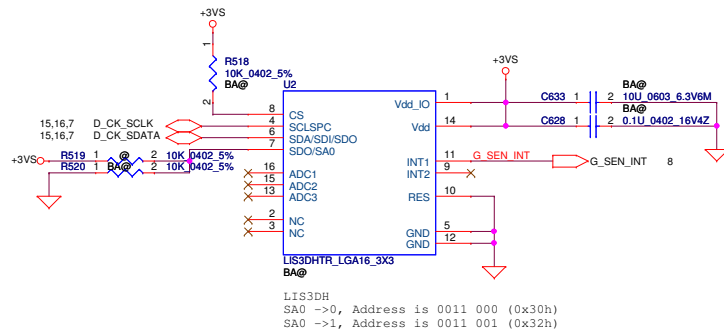 +3VS
1
R518
10K_0402_5%
BA@
2
U2
+3VS
8 CS
4 SCLSPC
6 SDA/SDI/SDO
7 SDO/SA0
15,16,7 D_CK_SCLK
15,16,7 D_CK_SDATA
+3VS R519 1 @ 2 10K_0402_5%
R520 1 BA@ 2 10K_0402_5%
16 ADC1
15 ADC2
13 ADC3
2 NC
3 NC
Vdd_IO 1
Vdd 14
INT1 11 G_SEN_INT G_SEN_INT 8
INT2 9
RES 10
GND 5
GND 12
BA@
C633 1 2 10U_0603_6.3V6M
BA@
C628 1 2 0.1U_0402_16V4Z
LIS3DHTR_LGA16_3X3
BA@
LIS3DH
SA0 ->0, Address is 0011 000 (0x30h)
SA0 ->1, Address is 0011 001 (0x32h)